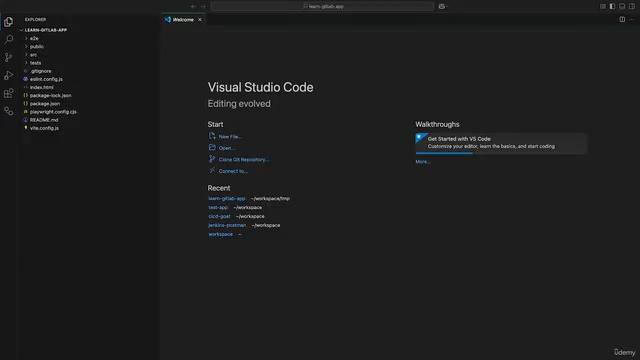 learn-gitlab-app
EXPLORER
Welcome
LEARN-GITLAB-APP
e2e
public
src
tests
.gitignore
eslint.config.js
index.html
package-lock.json
package.json
playwright.config.cjs
README.md
vite.config.js
Visual Studio Code
Editing evolved
Start
New File...
Open...
Clone Git Repository...
Connect to...
Recent
learn-gitlab-app ~/workspace/tmp
test-app ~/workspace
cicd-goat ~/workspace
jenkins-postman ~/workspace
workspace ~
Walkthroughs
Get Started with VS Code
Customize your editor, learn the basics, and start coding
More...
udemy